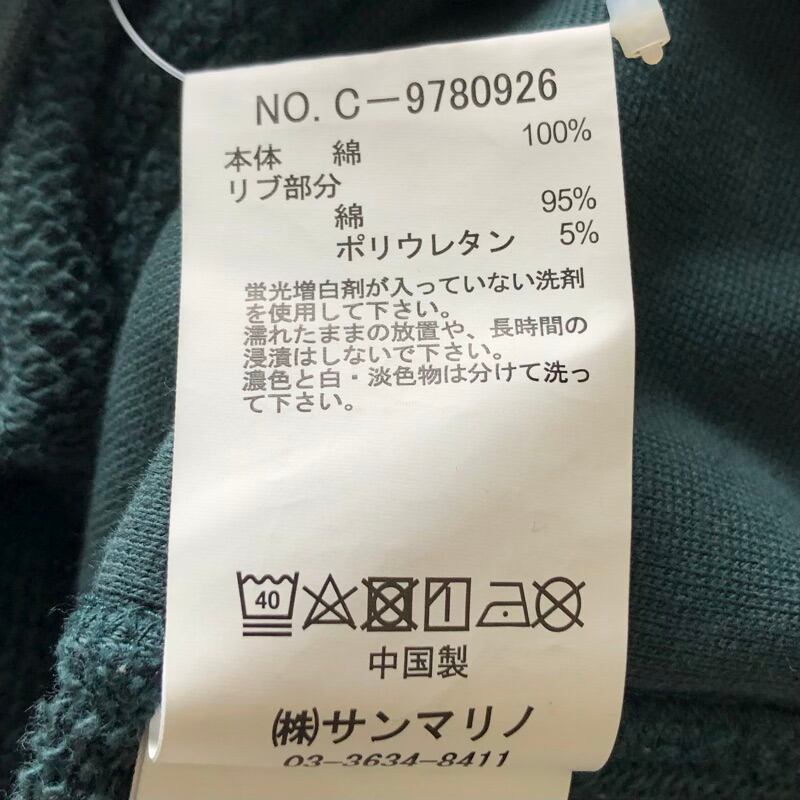 NO. C-9780926
本体 綿 100%
リブ部分
綿 95%
ポリウレタン 5%
蛍光増白剤が入っていない洗剤
を使用して下さい。
濡れたままの放置や、長時間の
浸漬はしないで下さい。
濃色と白・淡色物は分けて洗っ
て下さい。
40
中国製
㈱サンマリノ
03-3634-8411